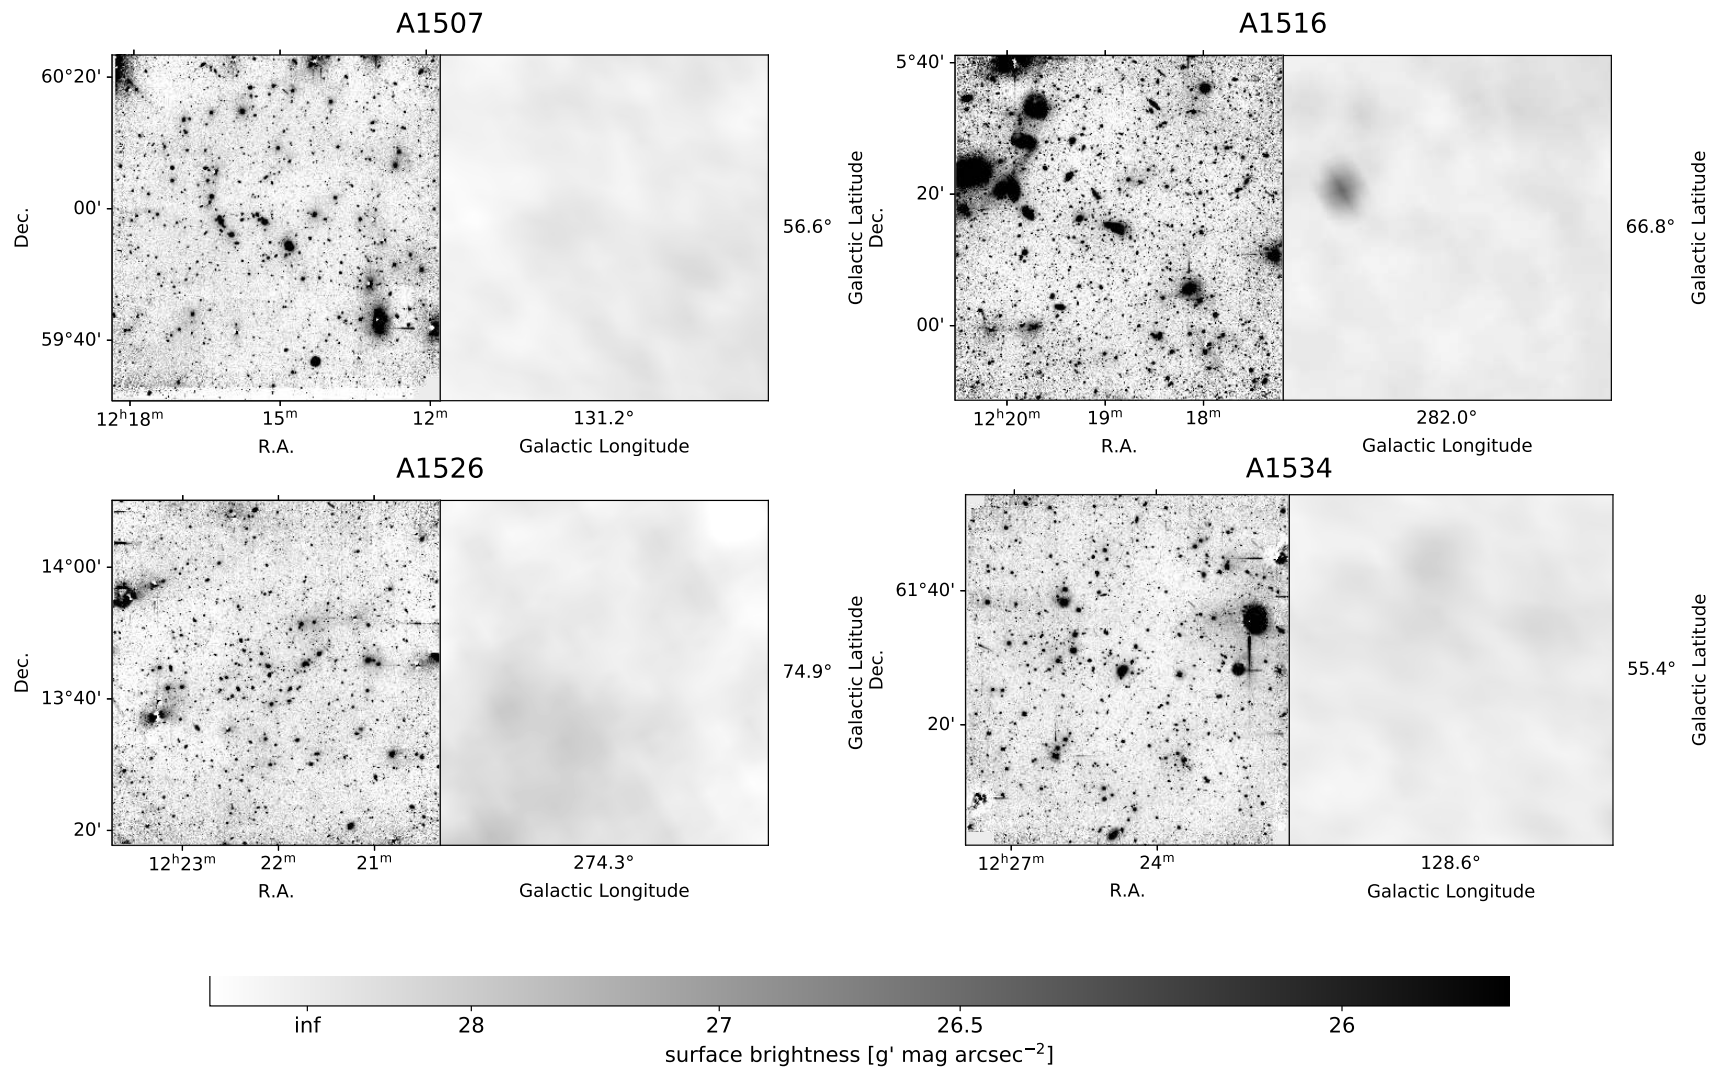 A1507
A1516
60°20'
00'
59°40'
Dec.
12ʰ18ᵐ
15ᵐ
12ᵐ
R.A.
131.2°
Galactic Longitude
56.6°
Galactic Latitude
5°40'
20'
00'
Dec.
12ʰ20ᵐ
19ᵐ
18ᵐ
R.A.
282.0°
Galactic Longitude
66.8°
Galactic Latitude
A1526
A1534
14°00'
13°40'
20'
Dec.
12ʰ23ᵐ
22ᵐ
21ᵐ
R.A.
274.3°
Galactic Longitude
74.9°
Galactic Latitude
61°40'
20'
Dec.
12ʰ27ᵐ
24ᵐ
R.A.
128.6°
Galactic Longitude
55.4°
Galactic Latitude
inf
28
27
26.5
26
surface brightness [g' mag arcsec⁻²]